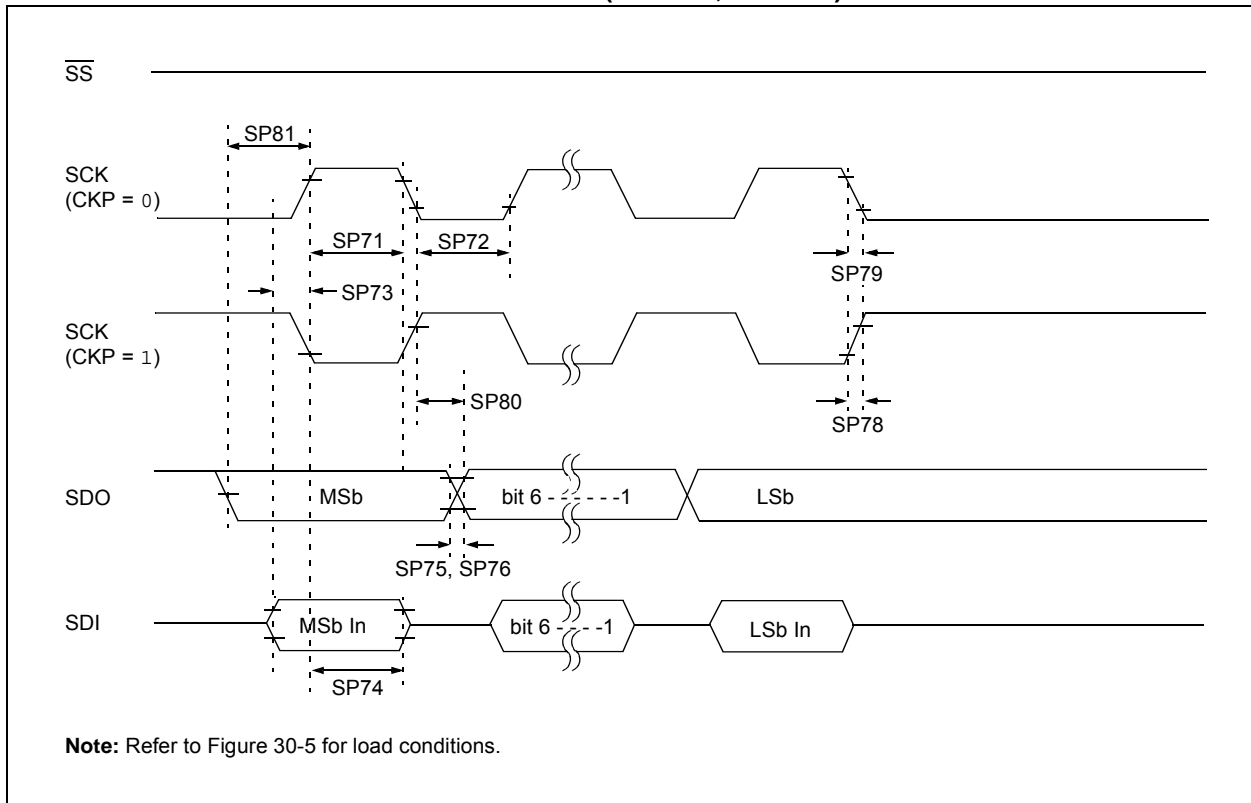 SS
SP81
SCK
(CKP = 0)
SP71
SP72
SP79
SP73
SCK
(CKP = 1)
SP80
SP78
SDO
MSb
bit 6 - - - - - -1
LSb
SP75, SP76
SDI
MSb In
bit 6 - - - -1
LSb In
SP74
Note: Refer to Figure 30-5 for load conditions.